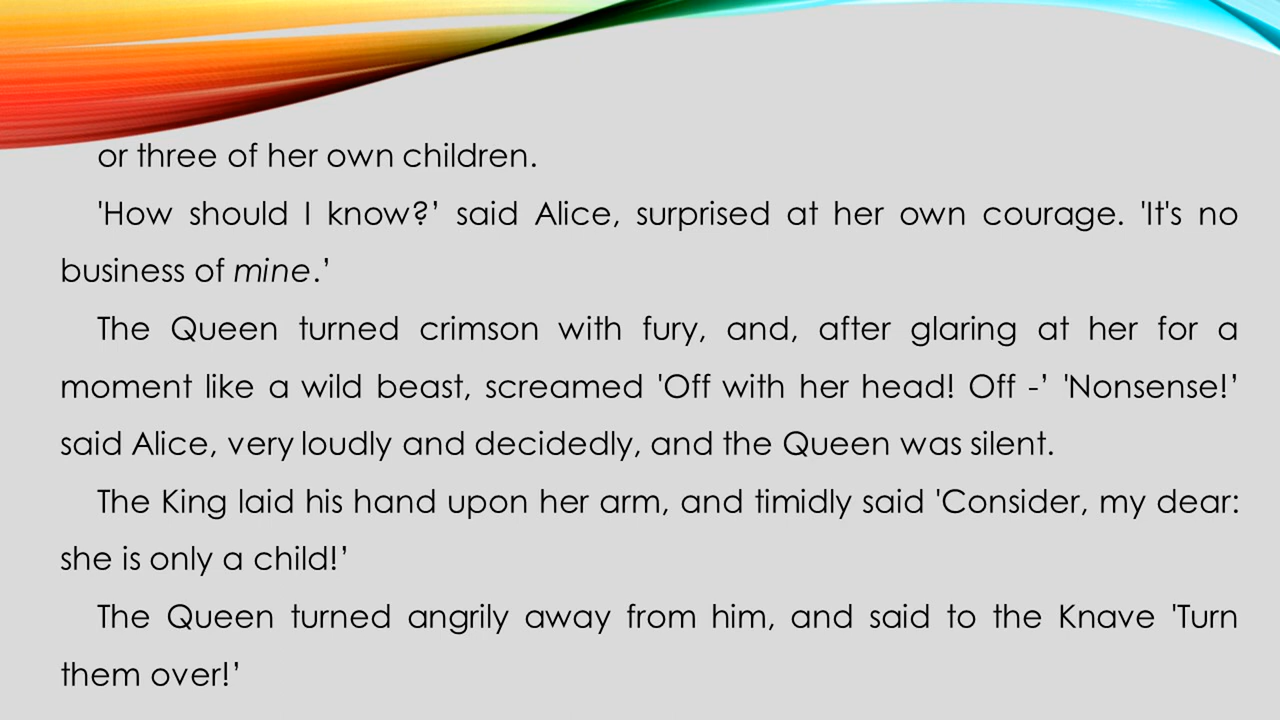 or three of her own children.
'How should I know?’ said Alice, surprised at her own courage. 'It's no
business of mine.’
The Queen turned crimson with fury, and, after glaring at her for a
moment like a wild beast, screamed 'Off with her head! Off -’ 'Nonsense!’
said Alice, very loudly and decidedly, and the Queen was silent.
The King laid his hand upon her arm, and timidly said 'Consider, my dear:
she is only a child!’
The Queen turned angrily away from him, and said to the Knave 'Turn
them over!’